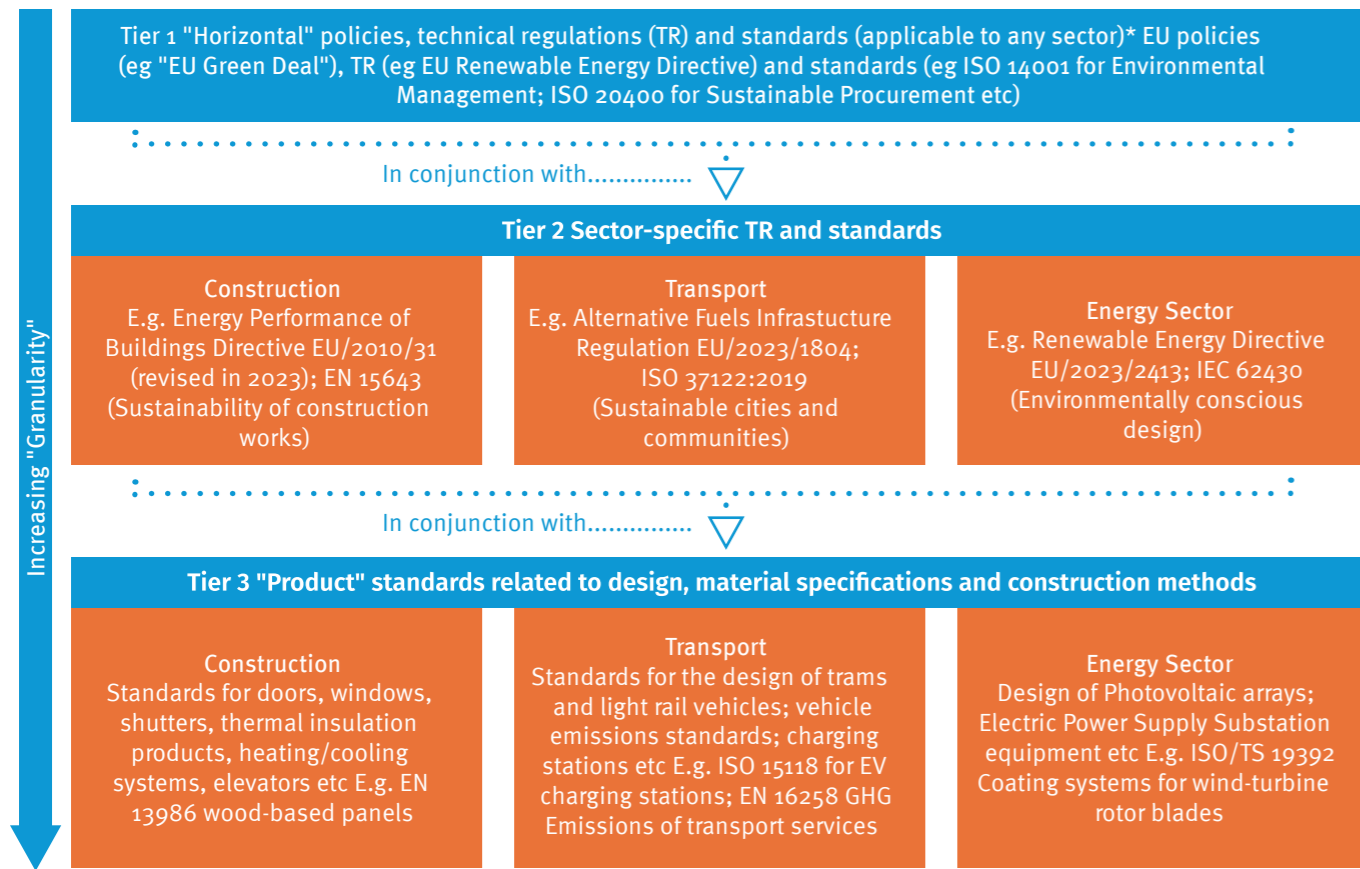 Tier 1 "Horizontal" policies, technical regulations (TR) and standards (applicable to any sector)* EU policies
(eg "EU Green Deal"), TR (eg EU Renewable Energy Directive) and standards (eg ISO 14001 for Environmental
Management; ISO 20400 for Sustainable Procurement etc)
In conjunction with...............
Tier 2 Sector-specific TR and standards
Construction
E.g. Energy Performance of
Buildings Directive EU/2010/31
(revised in 2023); EN 15643
(Sustainability of construction
works)
Transport
E.g. Alternative Fuels Infrastucture
Regulation EU/2023/1804;
ISO 37122:2019
(Sustainable cities and
communities)
Energy Sector
E.g. Renewable Energy Directive
EU/2023/2413; IEC 62430
(Environmentally conscious
design)
In conjunction with...............
Tier 3 "Product" standards related to design, material specifications and construction methods
Construction
Standards for doors, windows,
shutters, thermal insulation
products, heating/cooling
systems, elevators etc E.g. EN
13986 wood-based panels
Transport
Standards for the design of trams
and light rail vehicles; vehicle
emissions standards; charging
stations etc E.g. ISO 15118 for EV
charging stations; EN 16258 GHG
Emissions of transport services
Energy Sector
Design of Photovoltaic arrays;
Electric Power Supply Substation
equipment etc E.g. ISO/TS 19392
Coating systems for wind-turbine
rotor blades
Increasing "Granularity"